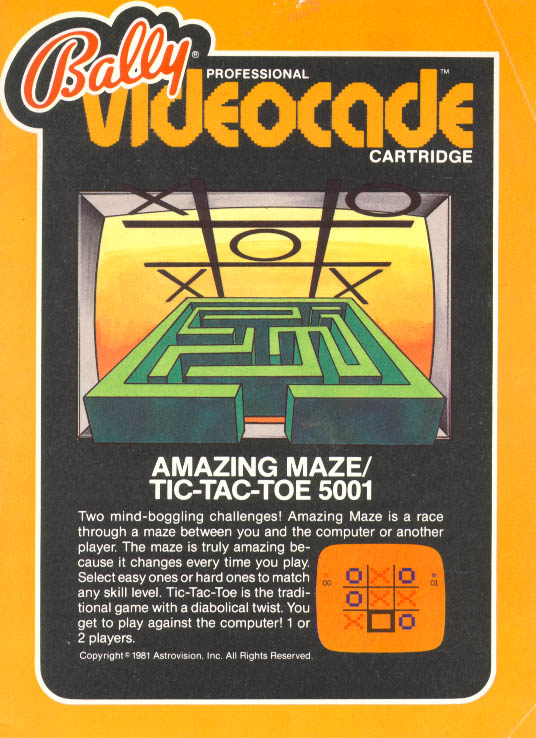 Bally®
PROFESSIONAL
VIDEOCADE™
CARTRIDGE
X O
O
X X
AMAZING MAZE/
TIC-TAC-TOE 5001
Two mind-boggling challenges! Amazing Maze is a race
through a maze between you and the computer or another
player. The maze is truly amazing be-
cause it changes every time you play.
Select easy ones or hard ones to match
any skill level. Tic-Tac-Toe is the tradi-
tional game with a diabolical twist. You
get to play against the computer! 1 or
2 players.
Copyright © 1981 Astrovision, Inc. All Rights Reserved.
X O X O O
00 01
O X X
X O